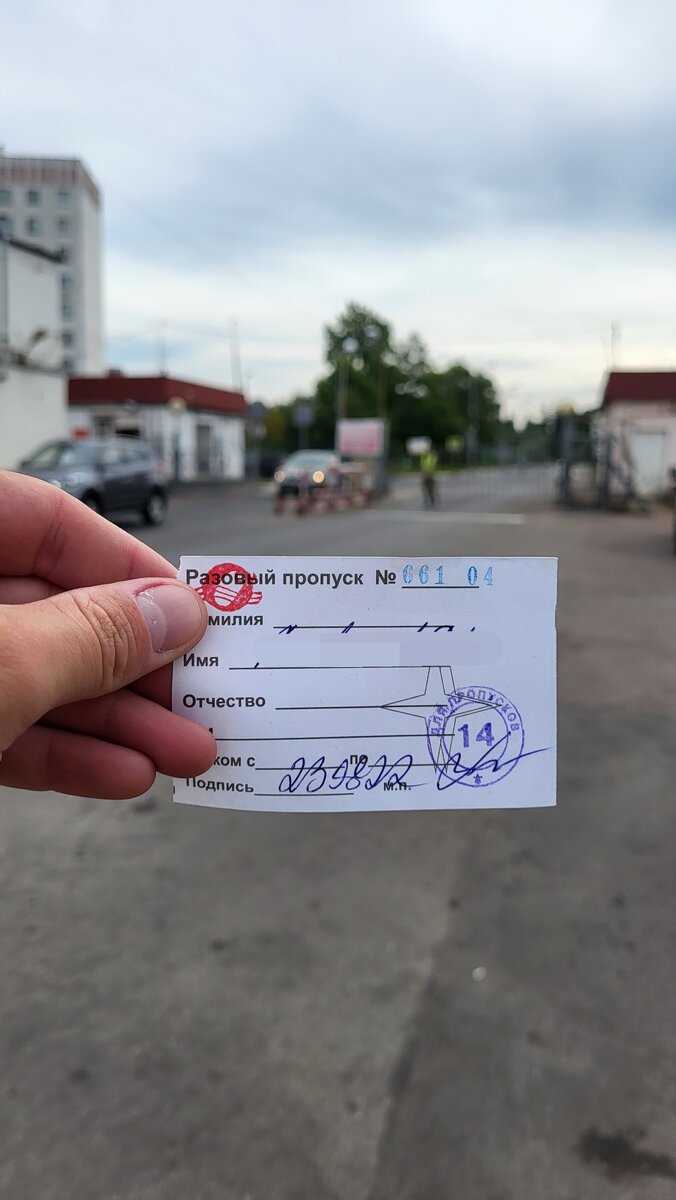 Разовый пропуск № 661 04
милия
Имя
Отчество
ком с по
Подпись м.п.
ДЛЯ ПРОПУСКОВ
14